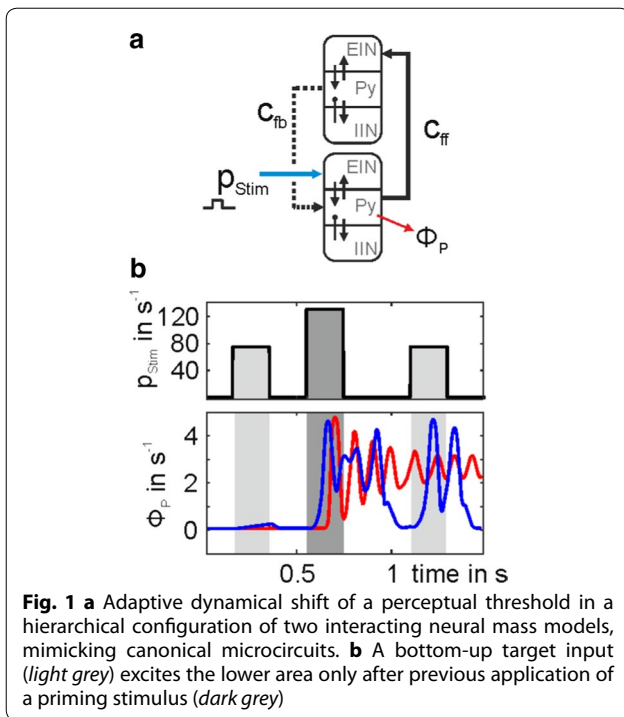 a
EIN
Py
IIN
C_fb
C_ff
EIN
p_Stim
Py
Φ_P
IIN
b
p_Stim in s⁻¹
120
80
40
Φ_P in s⁻¹
4
2
0
0.5 1 time in s
Fig. 1 a Adaptive dynamical shift of a perceptual threshold in a
hierarchical configuration of two interacting neural mass models,
mimicking canonical microcircuits. b A bottom-up target input
(light grey) excites the lower area only after previous application of
a priming stimulus (dark grey)